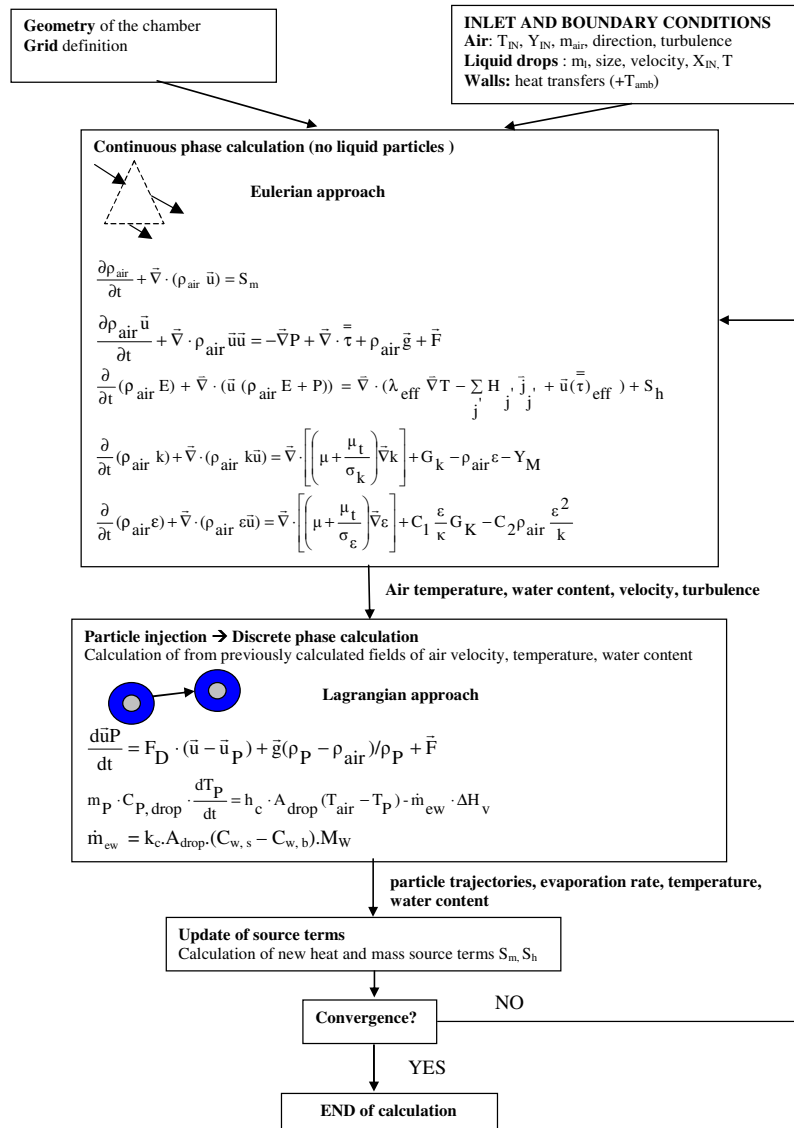 Geometry of the chamber
Grid definition
INLET AND BOUNDARY CONDITIONS
Air: T_IN, Y_IN, m_air, direction, turbulence
Liquid drops : m_l, size, velocity, X_IN, T
Walls: heat transfers (+T_amb)
Continuous phase calculation (no liquid particles )
Eulerian approach
∂ρ_air/∂t + ∇⃗ · (ρ_air u⃗) = S_m
∂ρ_air u⃗/∂t + ∇⃗ · ρ_air u⃗u⃗ = −∇⃗P + ∇⃗ · τ̿ + ρ_air g⃗ + F⃗
∂/∂t (ρ_air E) + ∇⃗ · (u⃗ (ρ_air E + P)) = ∇⃗ · (λ_eff ∇⃗T − ∑_j' H_j' j⃗_j' + u⃗(τ̿)_eff ) + S_h
∂/∂t (ρ_air k) + ∇⃗ · (ρ_air ku⃗) = ∇⃗ · [(μ + μ_t/σ_k) ∇⃗k] + G_k − ρ_air ε − Y_M
∂/∂t (ρ_air ε) + ∇⃗ · (ρ_air εu⃗) = ∇⃗ · [(μ + μ_t/σ_ε) ∇⃗ε] + C_1 ε/κ G_K − C_2 ρ_air ε²/k
Air temperature, water content, velocity, turbulence
Particle injection → Discrete phase calculation
Calculation of from previously calculated fields of air velocity, temperature, water content
Lagrangian approach
du⃗P/dt = F_D · (u⃗ − u⃗_P) + g⃗(ρ_P − ρ_air)/ρ_P + F⃗
m_P · C_P, drop · dT_P/dt = h_c · A_drop (T_air − T_P) - ṁ_ew · ΔH_v
ṁ_ew = k_c.A_drop.(C_w, s − C_w, b).M_W
particle trajectories, evaporation rate, temperature,
water content
Update of source terms
Calculation of new heat and mass source terms S_m, S_h
Convergence?
NO
YES
END of calculation